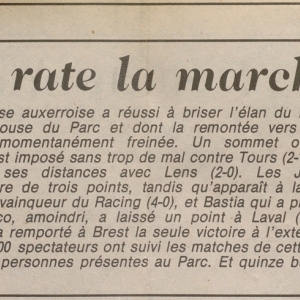 rate la march
se auxerroise a réussi à briser l'élan du
ouse du Parc et dont la remontée vers
momentanément freinée. Un sommet o
st imposé sans trop de mal contre Tours (2-
ses distances avec Lens (2-0). Les J
re de trois points, tandis qu'apparaît à la
vainqueur du Racing (4-0), et Bastia qui a p
co, amoindri, a laissé un point à Laval (
a remporté à Brest la seule victoire à l'exté
00 spectateurs ont suivi les matches de cett
personnes présentes au Parc. Et quinze b